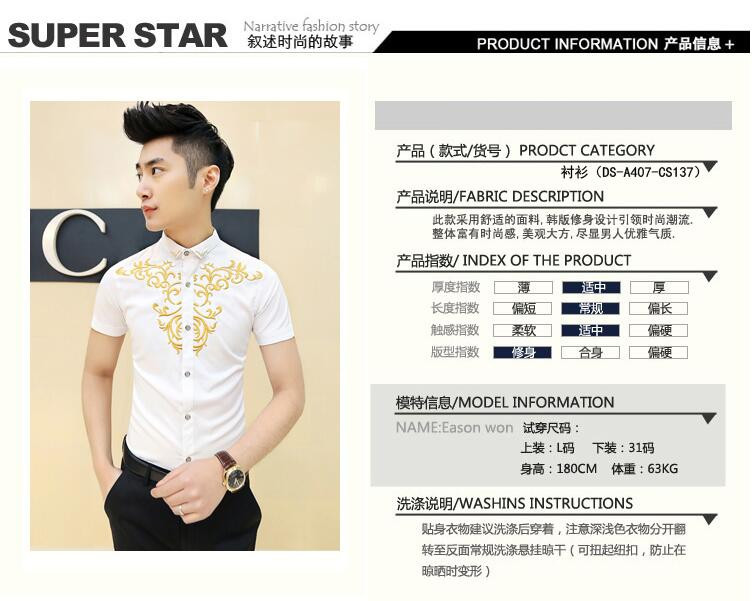 SUPER STAR
Narrative fashion story
叙述时尚的故事
PRODUCT INFORMATION 产品信息+
C
产品（款式/货号）PRODCT CATEGORY
衬衫（DS-A407-CS137）
产品说明/FABRIC DESCRIPTION
此款采用舒适的面料,韩版修身设计引领时尚潮流.
整体富有时尚感,美观大方,尽显男人优雅气质.
产品指数/ INDEX OF THE PRODUCT
厚度指数 薄 适中 厚
长度指数 偏短 常规 偏长
触感指数 柔软 适中 偏硬
版型指数 修身 合身 偏硬
模特信息/MODEL INFORMATION
NAME:Eason won 试穿尺码：
上装：L码 下装：31码
身高：180CM 体重：63KG
洗涤说明/WASHINS INSTRUCTIONS
贴身衣物建议洗涤后穿着，注意深浅色衣物分开翻
转至反面常规洗涤悬挂晾干（可扭起纽扣，防止在
晾晒时变形）